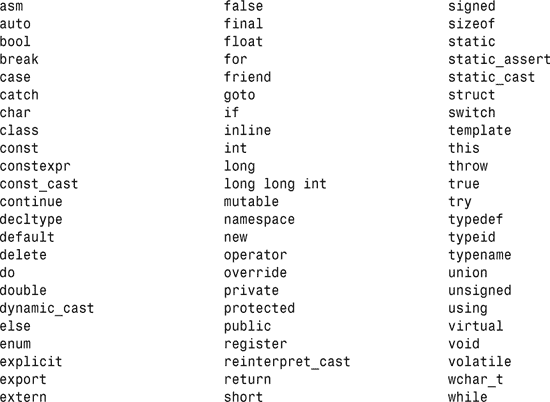 asm false signed
auto final sizeof
bool float static
break for static_assert
case friend static_cast
catch goto struct
char if switch
class inline template
const int this
constexpr long throw
const_cast long long int true
continue mutable try
decltype namespace typedef
default new typeid
delete operator typename
do override union
double private unsigned
dynamic_cast protected using
else public virtual
enum register void
explicit reinterpret_cast volatile
export return wchar_t
extern short while